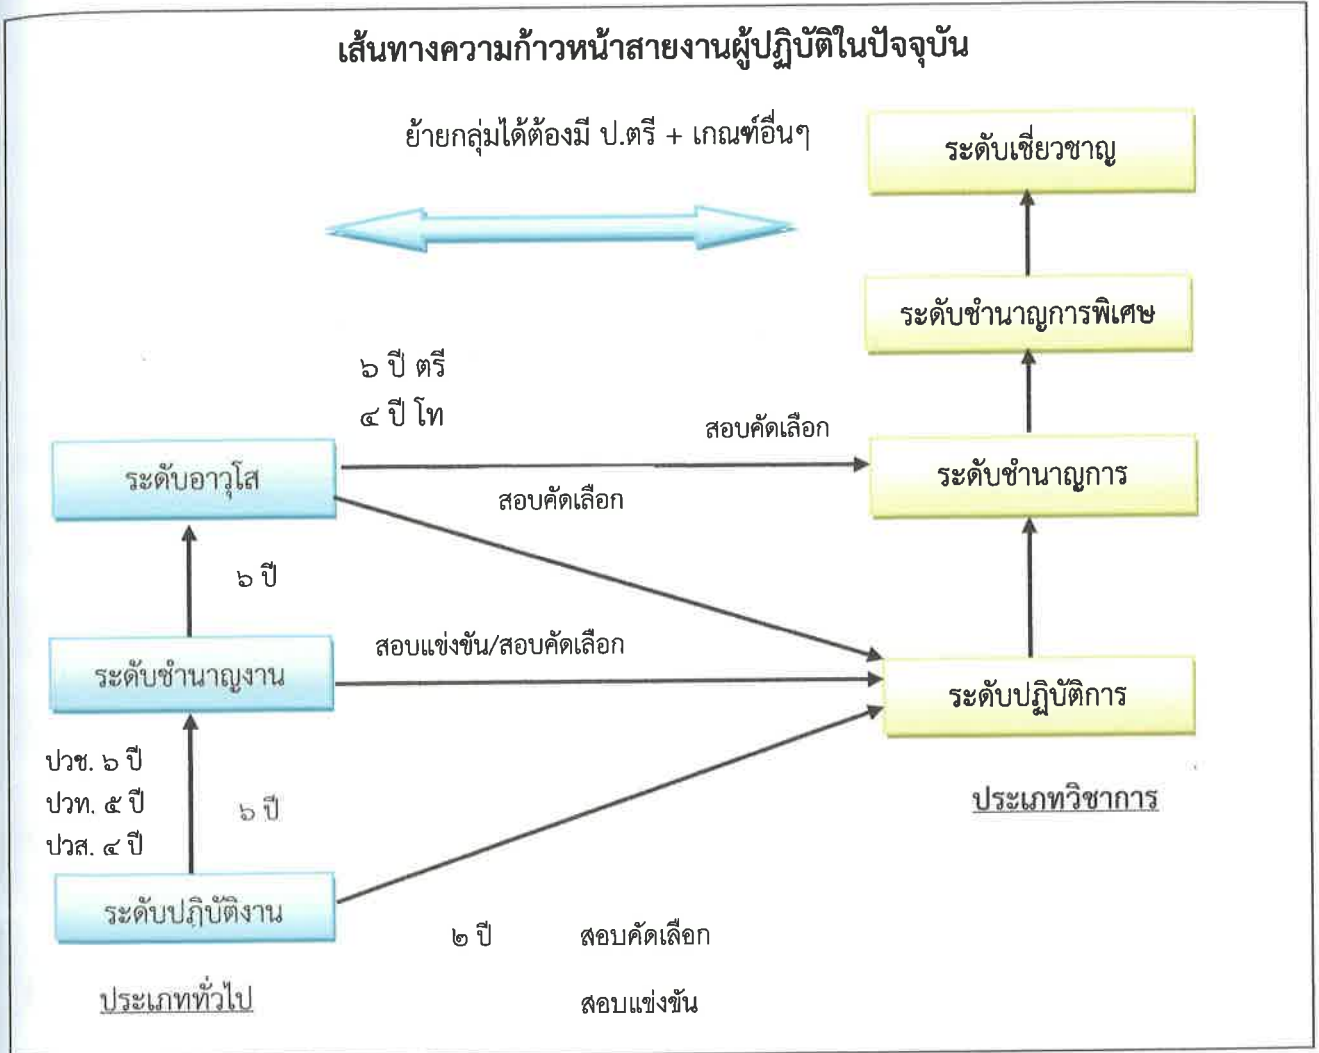 เส้นทางความก้าวหน้าสายงานผู้ปฏิบัติในปัจจุบัน
ย้ายกลุ่มได้ต้องมี ป.ตรี + เกณฑ์อื่นๆ
ระดับเชี่ยวชาญ
ระดับชำนาญการพิเศษ
๖ ปี ตรี
๔ ปี โท
สอบคัดเลือก
ระดับอาวุโส
ระดับชำนาญการ
สอบคัดเลือก
๖ ปี
สอบแข่งขัน/สอบคัดเลือก
ระดับชำนาญงาน
ระดับปฏิบัติการ
ปวช. ๖ ปี
ปวท. ๕ ปี
๖ ปี
ปวส. ๔ ปี
ประเภทวิชาการ
ระดับปฏิบัติงาน
๒ ปี สอบคัดเลือก
ประเภททั่วไป
สอบแข่งขัน